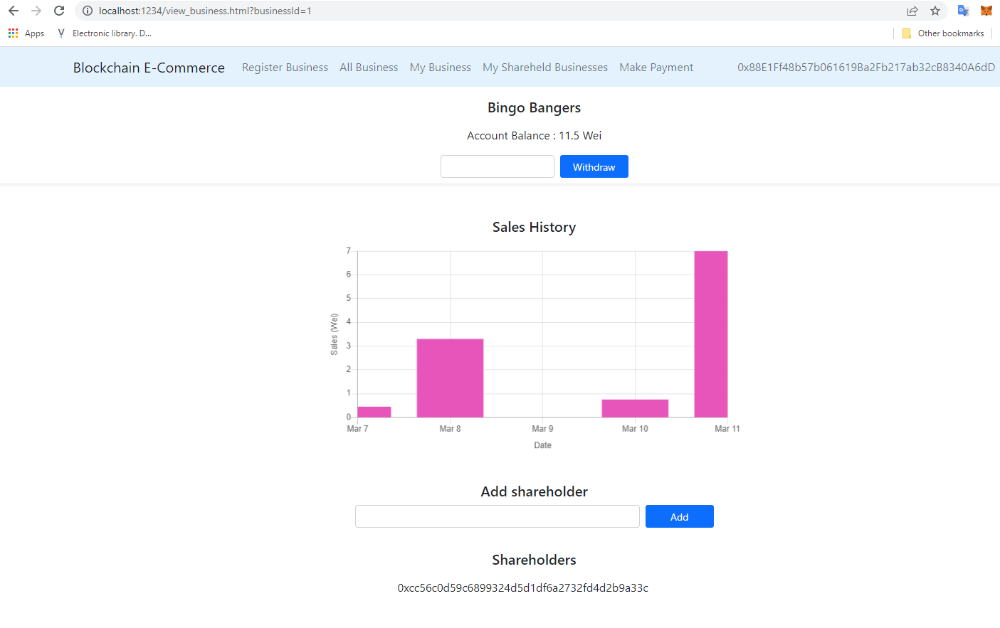 localhost:1234/view_business.html?businessId=1
Apps Electronic library. D... Other bookmarks
Blockchain E-Commerce Register Business All Business My Business My Shareheld Businesses Make Payment 0x88E1Ff48b57b061619Ba2Fb217ab32cB8340A6dD
Bingo Bangers
Account Balance : 11.5 Wei
Withdraw
Sales History
7
6
5
4
3
2
1
0
Sales (Wei)
Mar 7 Mar 8 Mar 9 Mar 10 Mar 11
Date
Add shareholder
Add
Shareholders
0xcc56c0d59c6899324d5d1df6a2732fd4d2b9a33c